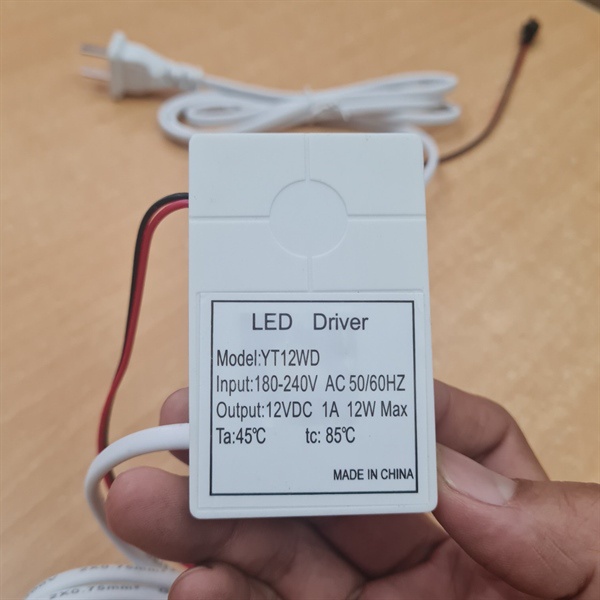 LED Driver
Model:YT12WD
Input:180-240V AC 50/60HZ
Output:12VDC 1A 12W Max
Ta:45℃ tc: 85℃
MADE IN CHINA